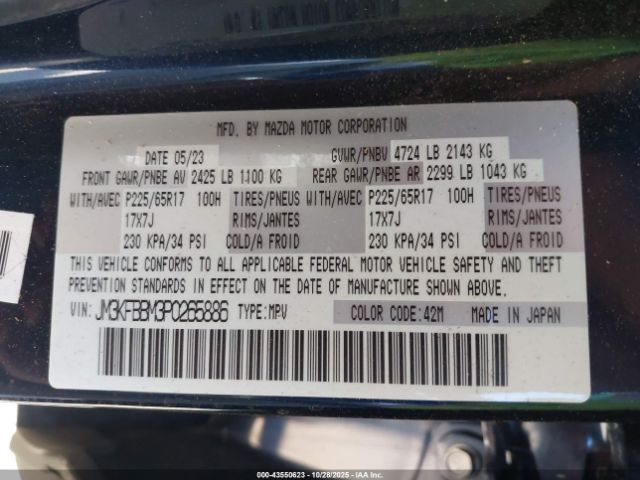 MFD. BY MAZDA MOTOR CORPORATION
DATE 05/23 GVWR/PNBV 4724 LB 2143 KG
FRONT GAWR/PNBE AV 2425 LB 1100 KG REAR GAWR/PNBE AR 2299 LB 1043 KG
WITH/AVEC P225/65R17 100H TIRES/PNEUS WITH/AVEC P225/65R17 100H TIRES/PNEUS
17X7J RIMS/JANTES 17X7J RIMS/JANTES
230 KPA/34 PSI COLD/A FROID 230 KPA/34 PSI COLD/A FROID
THIS VEHICLE CONFORMS TO ALL APPLICABLE FEDERAL MOTOR VEHICLE SAFETY AND THEFT
PREVENTION STANDARDS IN EFFECT ON THE DATE OF MANUFACTURE SHOWN ABOVE.
VIN: JM3KFBBM3P0265886 TYPE: MPV COLOR CODE: 42M MADE IN JAPAN
00-43550623 - 10/28/2025 - IAAI.COM